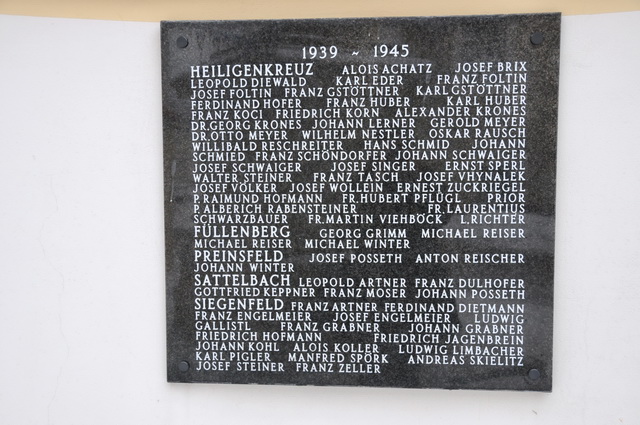 1939 ~ 1945
HEILIGENKREUZ ALOIS ACHATZ JOSEF BRIX
LEOPOLD DIEWALD KARL EDER FRANZ FOLTIN
JOSEF FOLTIN FRANZ GSTÖTTNER KARL GSTÖTTNER
FERDINAND HOFER FRANZ HUBER KARL HUBER
FRANZ KOCI FRIEDRICH KORN ALEXANDER KRONES
DR.GEORG KRONES JOHANN LERNER GEROLD MEYER
DR.OTTO MEYER WILHELM NESTLER OSKAR RAUSCH
WILLIBALD RESCHREITER HANS SCHMID JOHANN
SCHMIED FRANZ SCHÖNDORFER JOHANN SCHWAIGER
JOSEF SCHWAIGER JOSEF SINGER ERNST SPERL
WALTER STEINER FRANZ TASCH JOSEF VHYNALEK
JOSEF VÖLKER JOSEF WÖLLEIN ERNEST ZUCKRIEGEL
P.RAIMUND HOFMANN FR.HUBERT PFLÜGL PRIOR
P.ALBERICH RABENSTEINER FR.LAURENTIUS
SCHWARZBAUER FR.MARTIN VIEHBÖCK L.RICHTER
FÜLLENBERG GEORG GRIMM MICHAEL REISER
MICHAEL REISER MICHAEL WINTER
PREINSFELD JOSEF POSSETH ANTON REISCHER
JOHANN WINTER
SATTELBACH LEOPOLD ARTNER FRANZ DULHOFER
GOTTFRIED KEPPNER FRANZ MOSER JOHANN POSSETH
SIEGENFELD FRANZ ARTNER FERDINAND DIETMANN
FRANZ ENGELMEIER JOSEF ENGELMEIER LUDWIG
GALLISTL FRANZ GRABNER JOHANN GRABNER
FRIEDRICH HOFMANN FRIEDRICH JAGENBREIN
JOHANN KOHL ALOIS KOLLER LUDWIG LIMBACHER
KARL PIGLER MANFRED SPÖRK ANDREAS SKIELITZ
JOSEF STEINER FRANZ ZELLER